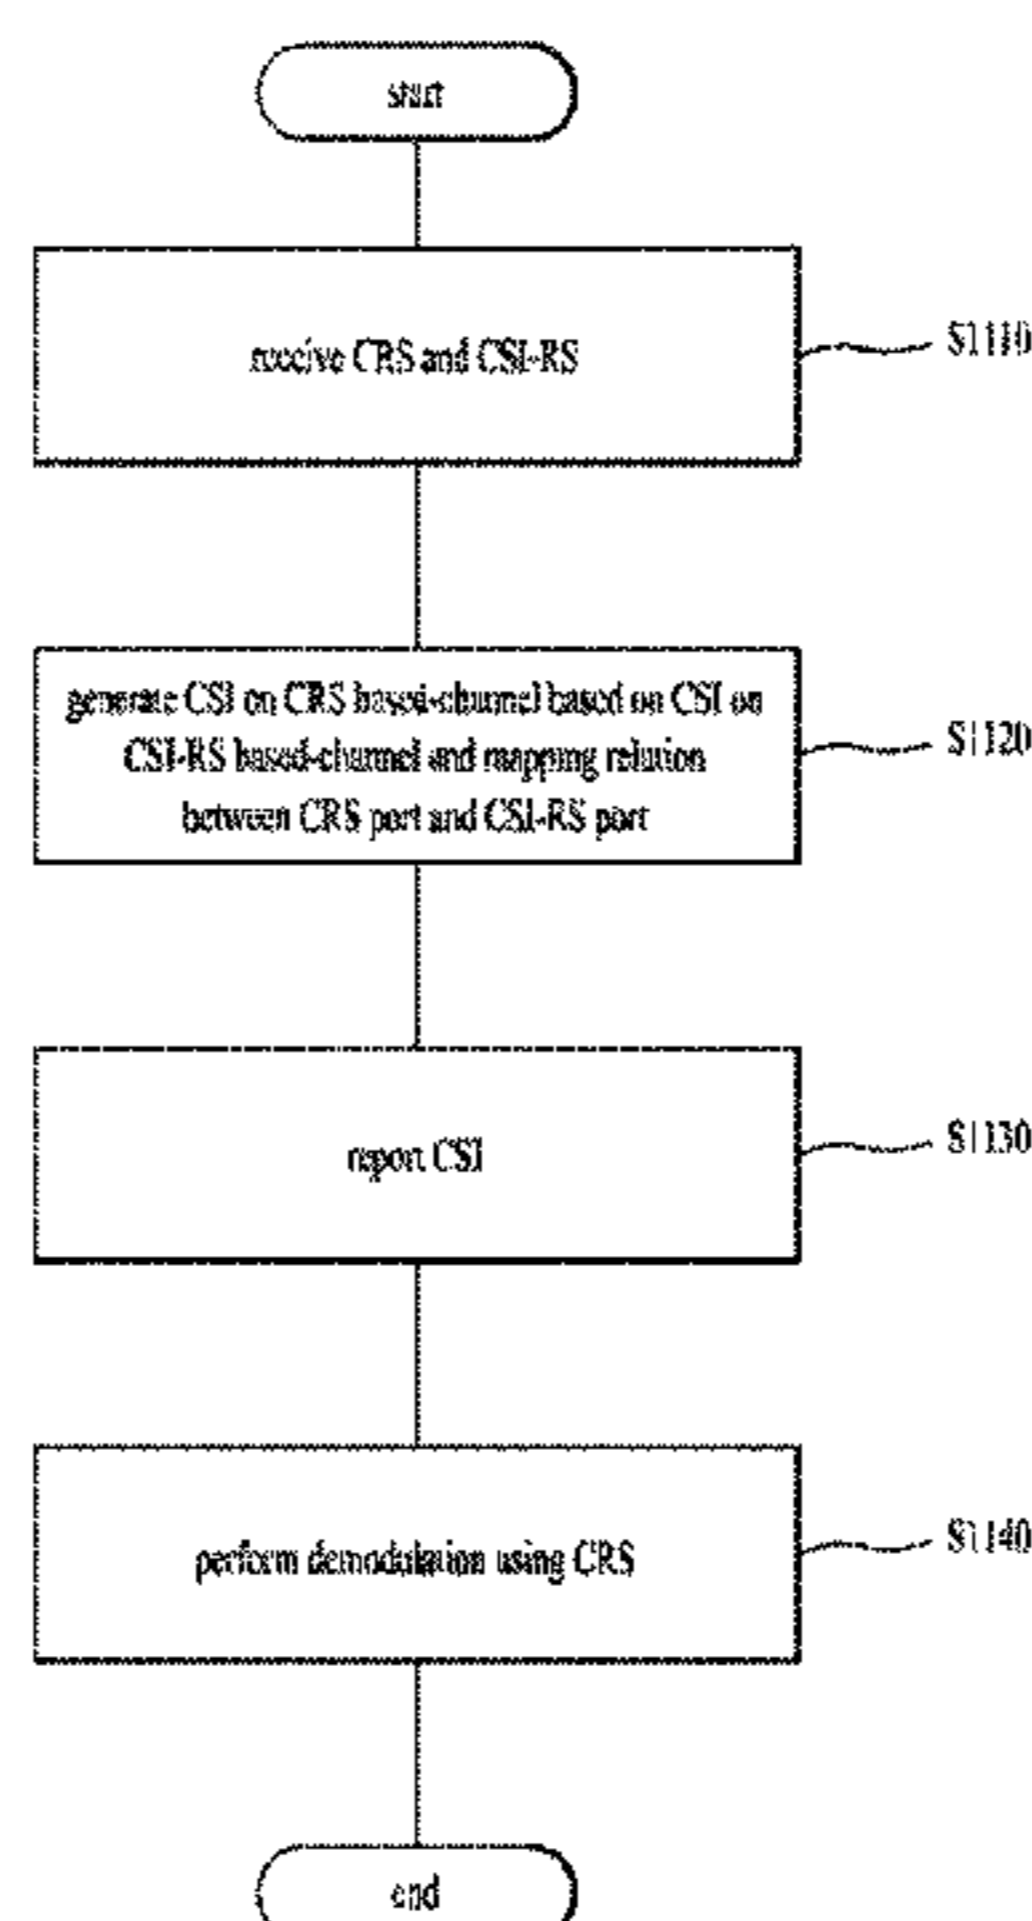 start
receive CRS and CSI-RS
S1110
generate CSI on CRS based-channel based on CSI on
CSI-RS based-channel and mapping relation
between CRS port and CSI-RS port
S1120
report CSI
S1130
perform demodulation using CRS
S1140
end